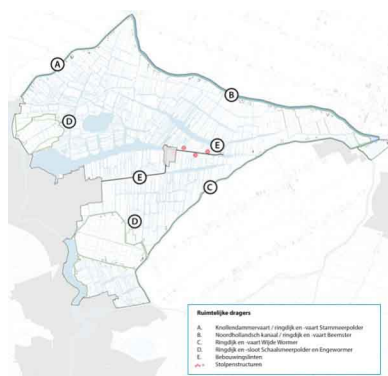 A
B
D
E
E
C
D
Ruimtelijke dragers
A. Knollendammervaart / ringdijk en -vaart Starnmeerpolder
B. Noordhollandsch kanaal / ringdijk en -vaart Beemster
C. Ringdijk en -vaart Wijde Wormer
D. Ringdijk en -sloot Schaalsmeerpolder en Engewormer
E. Bebouwingslinten
Stolpenstructuren